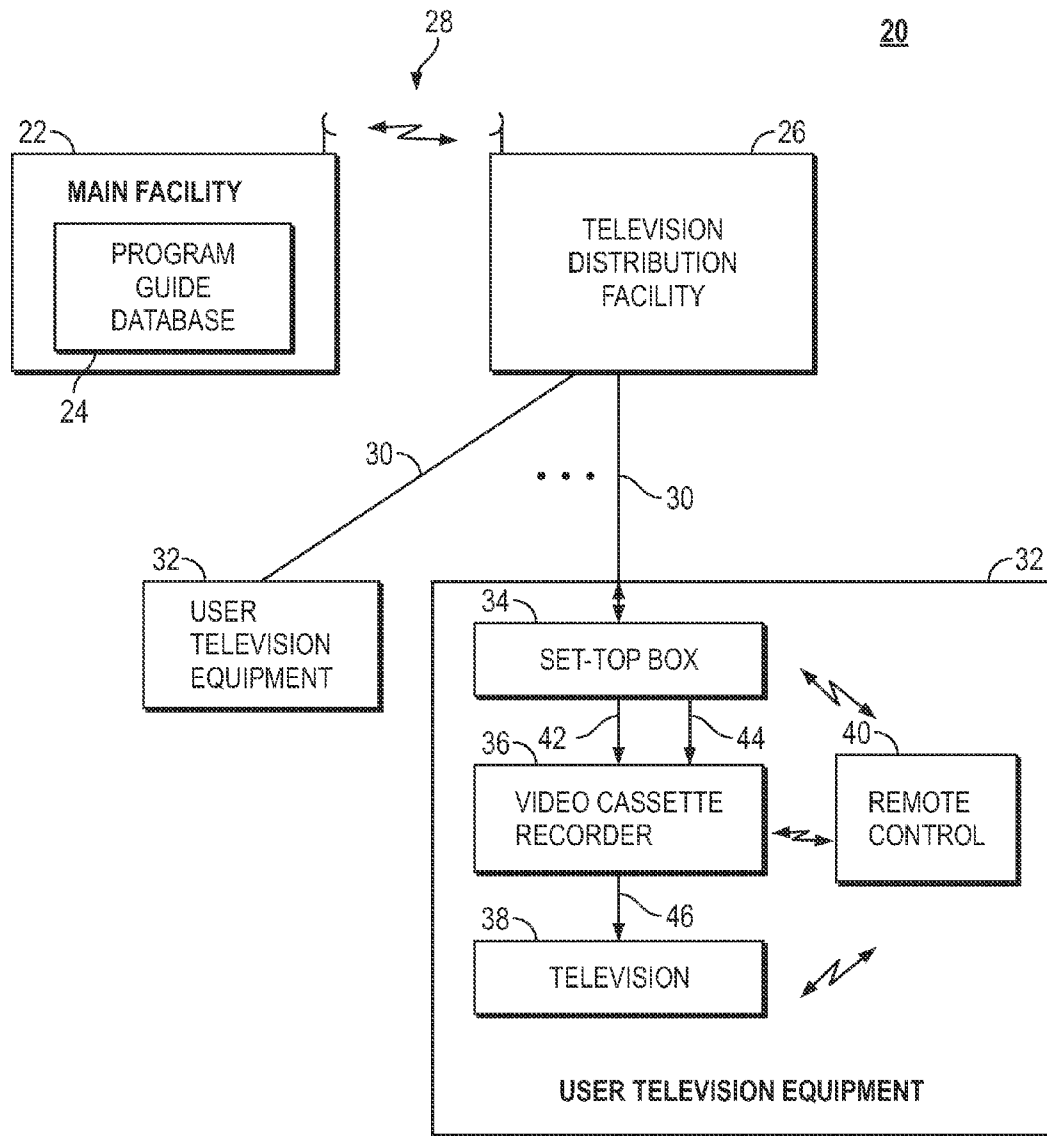 20
28
22
26
MAIN FACILITY
PROGRAM
GUIDE
DATABASE
24
TELEVISION
DISTRIBUTION
FACILITY
30
30
32
USER
TELEVISION
EQUIPMENT
32
34
SET-TOP BOX
42
44
36
VIDEO CASSETTE
RECORDER
40
REMOTE
CONTROL
46
38
TELEVISION
USER TELEVISION EQUIPMENT